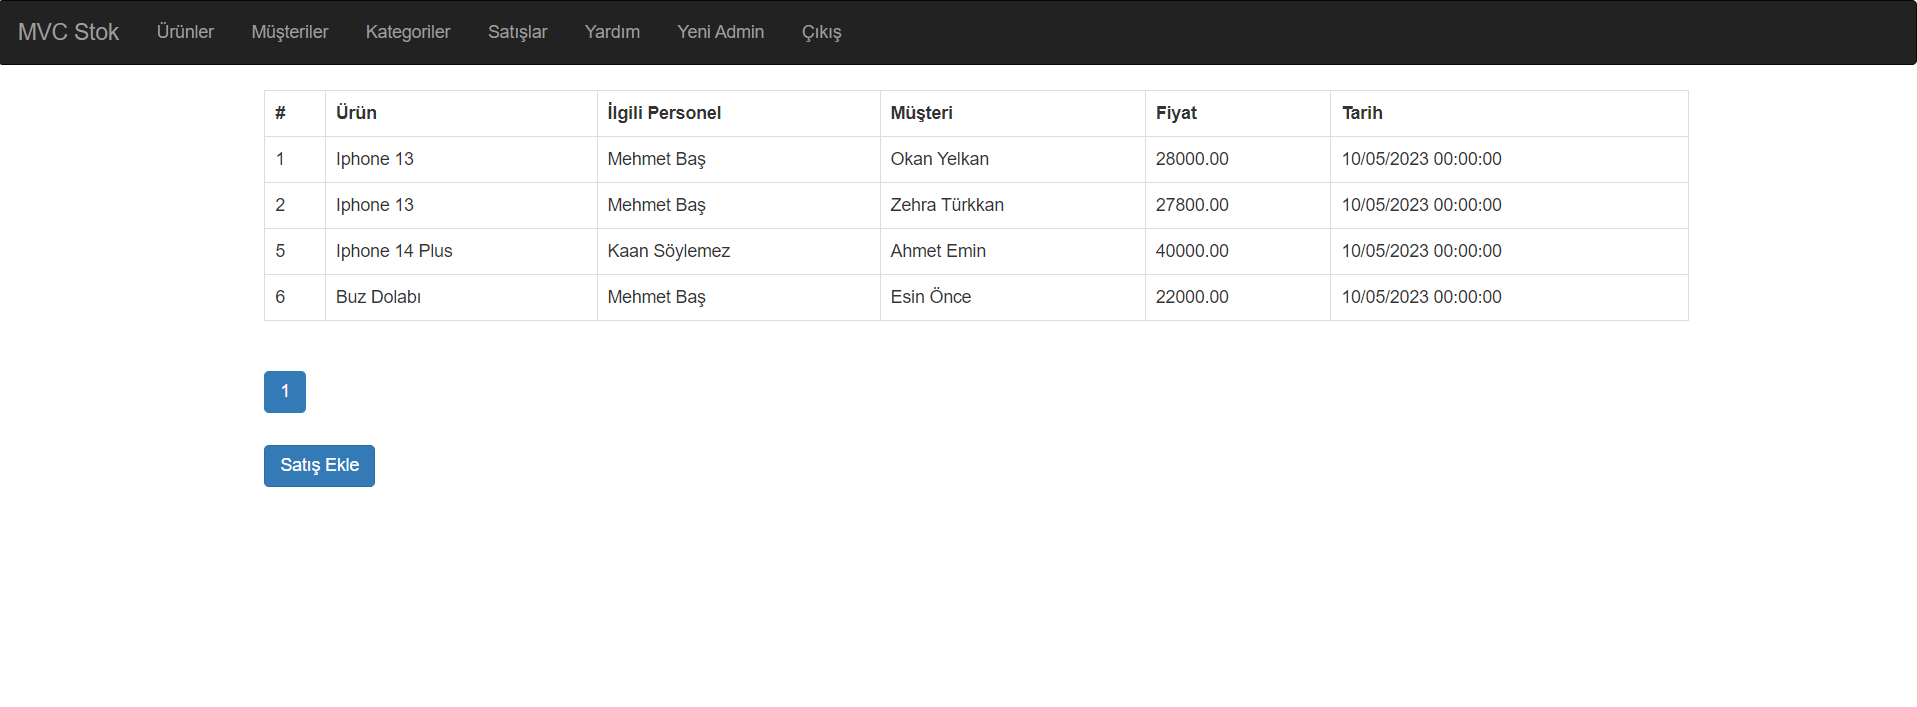 MVC Stok Ürünler Müşteriler Kategoriler Satışlar Yardım Yeni Admin Çıkış
# Ürün İlgili Personel Müşteri Fiyat Tarih
1 Iphone 13 Mehmet Baş Okan Yelkan 28000.00 10/05/2023 00:00:00
2 Iphone 13 Mehmet Baş Zehra Türkkan 27800.00 10/05/2023 00:00:00
5 Iphone 14 Plus Kaan Söylemez Ahmet Emin 40000.00 10/05/2023 00:00:00
6 Buz Dolabı Mehmet Baş Esin Önce 22000.00 10/05/2023 00:00:00
1
Satış Ekle